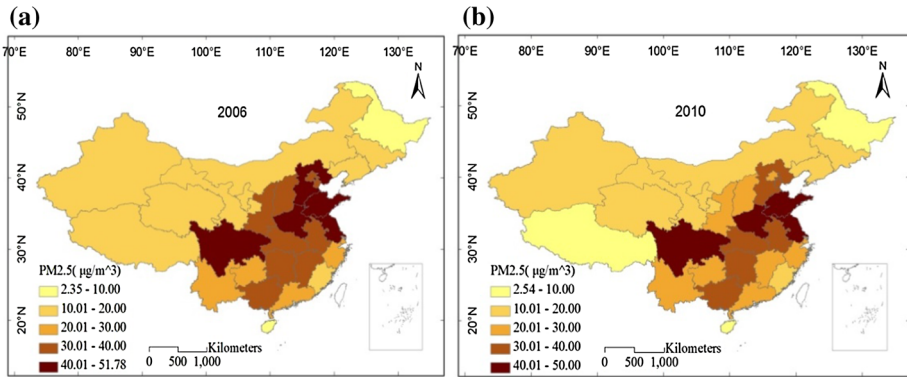 (a)
70°E 80°E 90°E 100°E 110°E 120°E 130°E
N
2006
50°N
40°N
30°N
20°N
PM2.5( μg/m^3)
2.35 - 10.00
10.01 - 20.00
20.01 - 30.00
30.01 - 40.00
40.01 - 51.78
Kilometers
0 500 1,000
(b)
70°E 80°E 90°E 100°E 110°E 120°E 130°E
N
2010
50°N
40°N
30°N
20°N
PM2.5( μg/m^3)
2.54 - 10.00
10.01 - 20.00
20.01 - 30.00
30.01 - 40.00
40.01 - 50.00
Kilometers
0 500 1,000